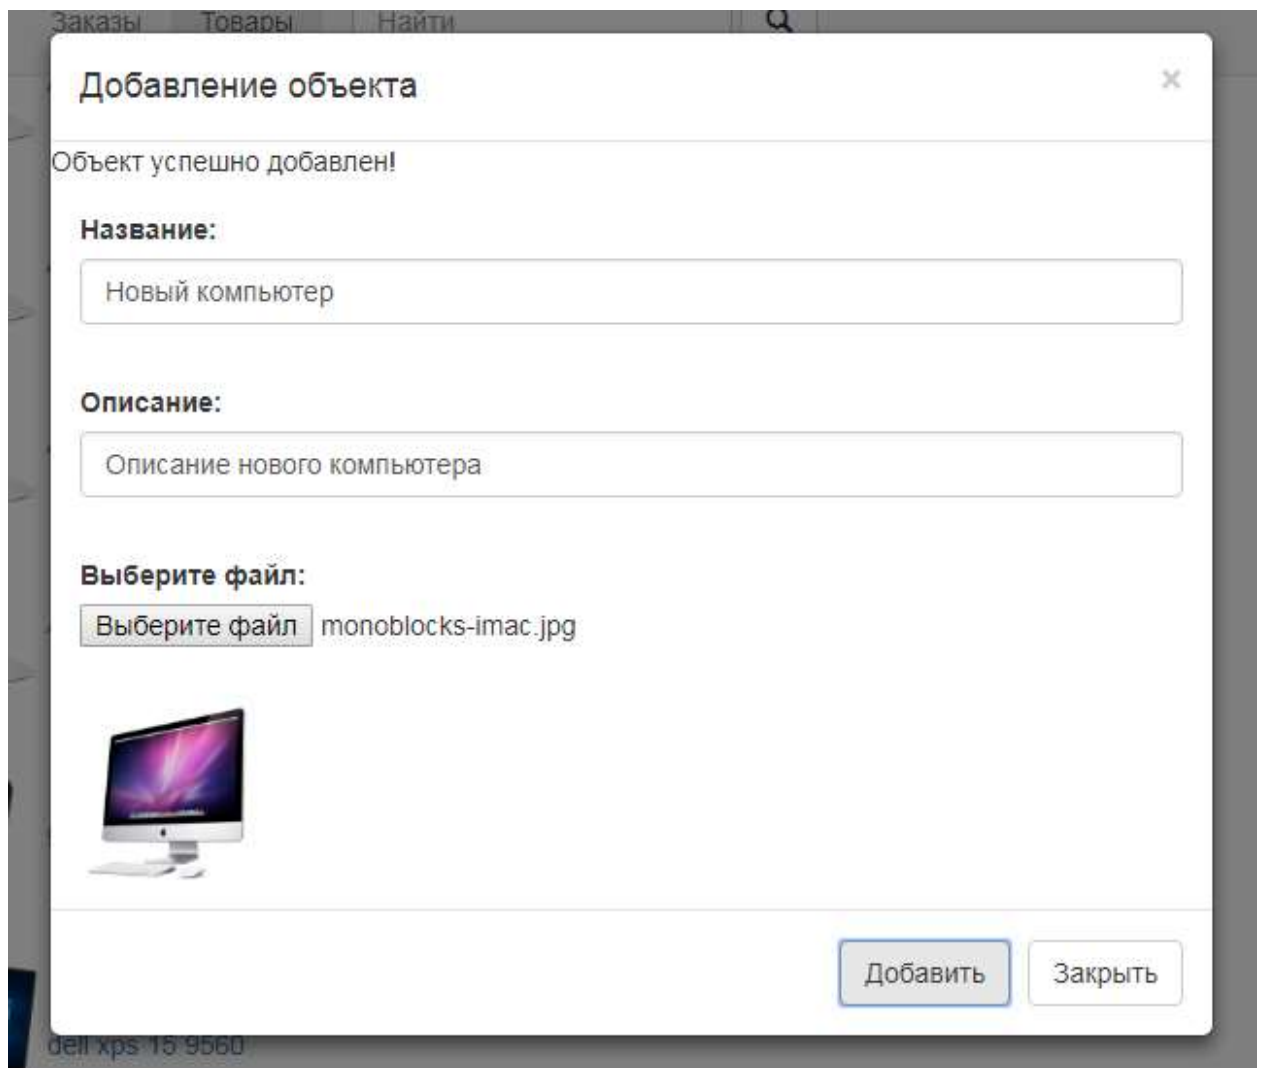 Заказы Товары Найти
Добавление объекта ×
Объект успешно добавлен!
Название:
Новый компьютер
Описание:
Описание нового компьютера
Выберите файл:
Выберите файл monoblocks-imac.jpg
Добавить Закрыть
dell xps 15 9560